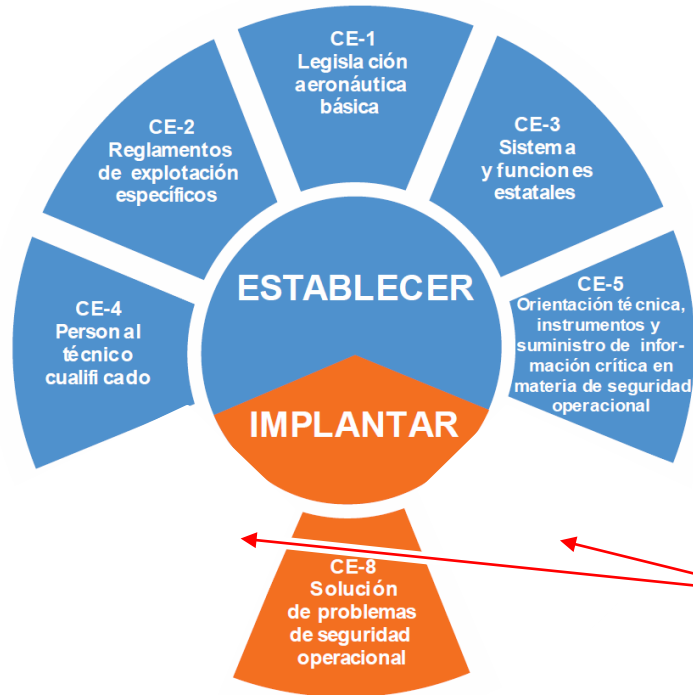 CE-1
Legislación
aeronáutica
básica
CE-2
Reglamentos
de explotación
específicos
CE-3
Sistema
y funciones
estatales
CE-4
Personal
técnico
cualificado
CE-5
Orientación técnica,
instrumentos y
suministro de infor-
mación crítica en
materia de seguridad
operacional
ESTABLECER
IMPLANTAR
CE-8
Solución
de problemas
de seguridad
operacional